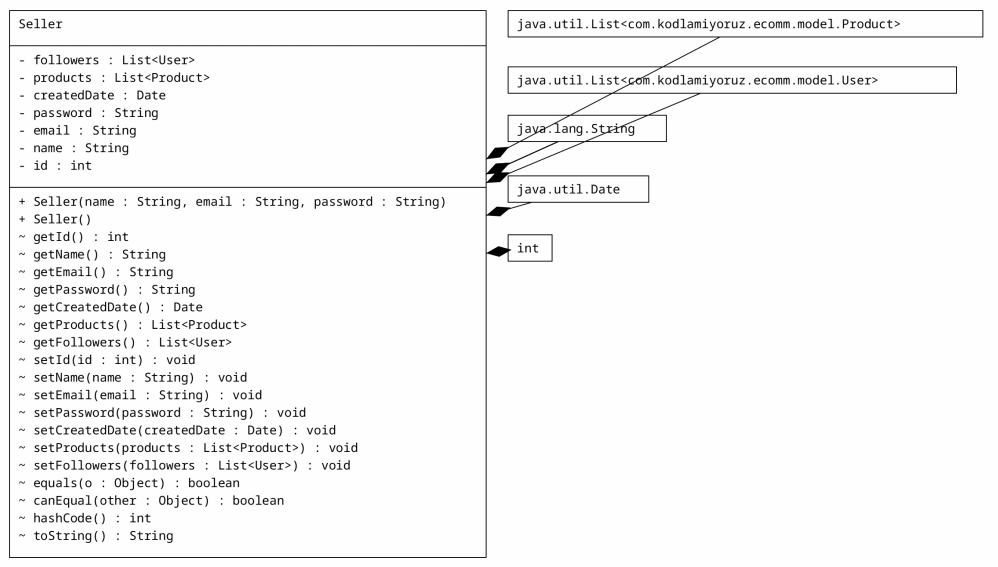 Seller
- followers : List<User>
- products : List<Product>
- createdDate : Date
- password : String
- email : String
- name : String
- id : int
+ Seller(name : String, email : String, password : String)
+ Seller()
~ getId() : int
~ getName() : String
~ getEmail() : String
~ getPassword() : String
~ getCreatedDate() : Date
~ getProducts() : List<Product>
~ getFollowers() : List<User>
~ setId(id : int) : void
~ setName(name : String) : void
~ setEmail(email : String) : void
~ setPassword(password : String) : void
~ setCreatedDate(createdDate : Date) : void
~ setProducts(products : List<Product>) : void
~ setFollowers(followers : List<User>) : void
~ equals(o : Object) : boolean
~ canEqual(other : Object) : boolean
~ hashCode() : int
~ toString() : String
java.util.List<com.kodlamiyoruz.ecomm.model.Product>
java.util.List<com.kodlamiyoruz.ecomm.model.User>
java.lang.String
java.util.Date
int